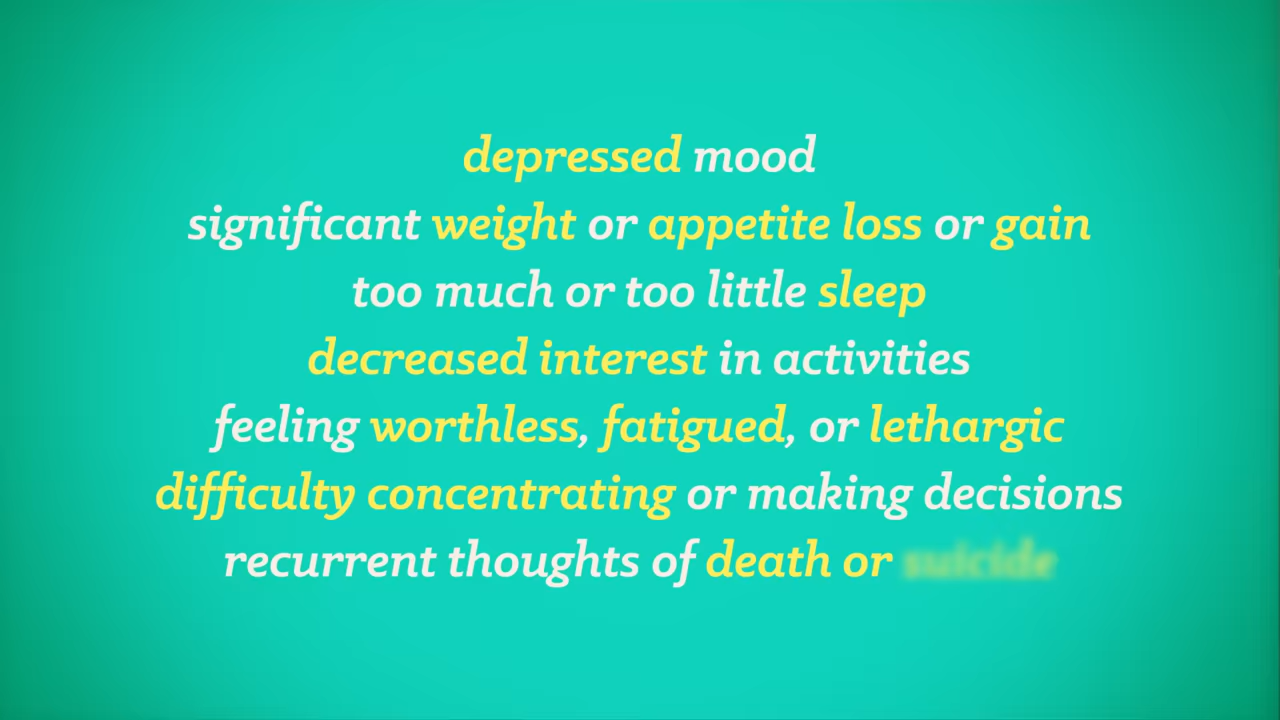 depressed mood
significant weight or appetite loss or gain
too much or too little sleep
decreased interest in activities
feeling worthless, fatigued, or lethargic
difficulty concentrating or making decisions
recurrent thoughts of death or suicide